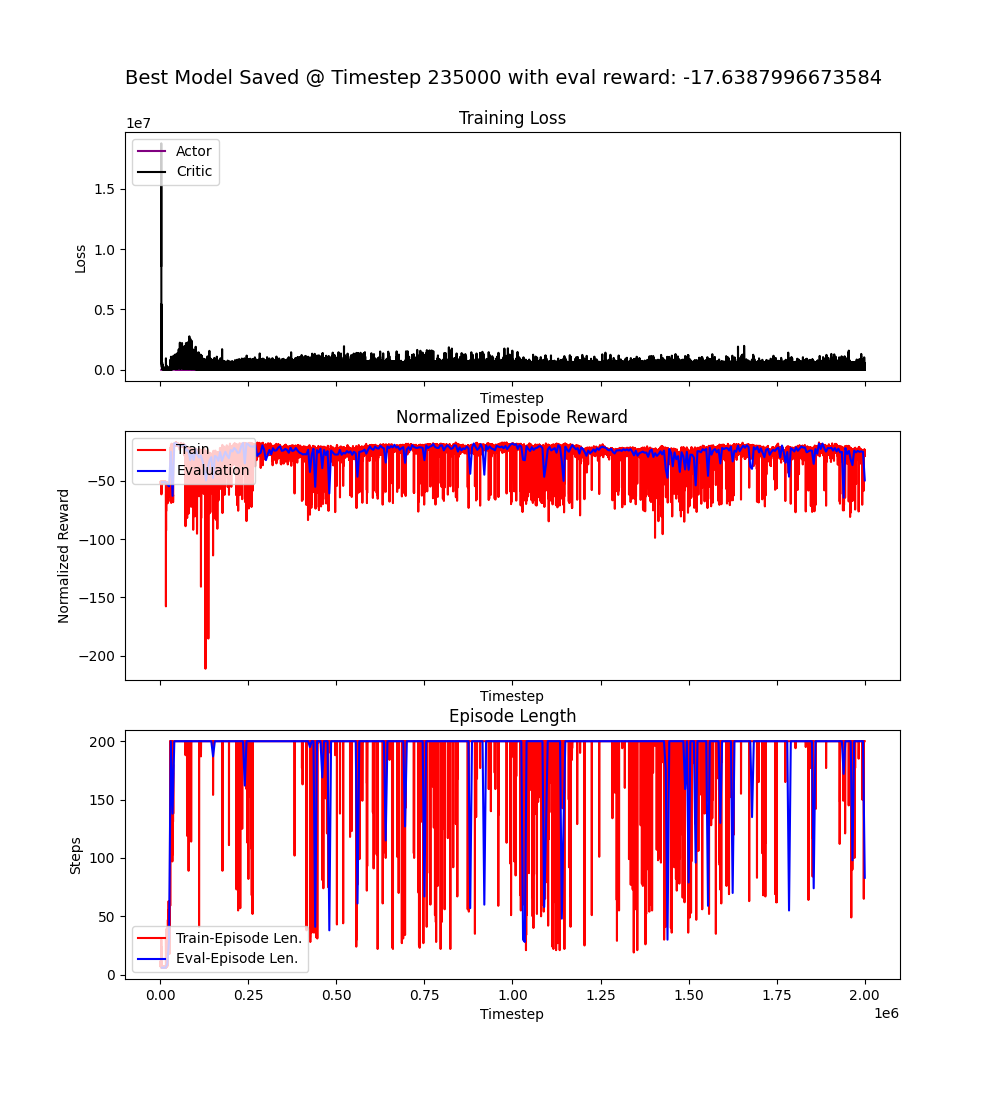 Best Model Saved @ Timestep 235000 with eval reward: -17.6387996673584
Training Loss
1e7
Actor
Critic
1.5
1.0
0.5
0.0
Loss
Timestep
Normalized Episode Reward
Train
Evaluation
−50
−100
−150
−200
Normalized Reward
Timestep
Episode Length
200
150
100
50
0
Steps
Train-Episode Len.
Eval-Episode Len.
0.00 0.25 0.50 0.75 1.00 1.25 1.50 1.75 2.00
Timestep
1e6